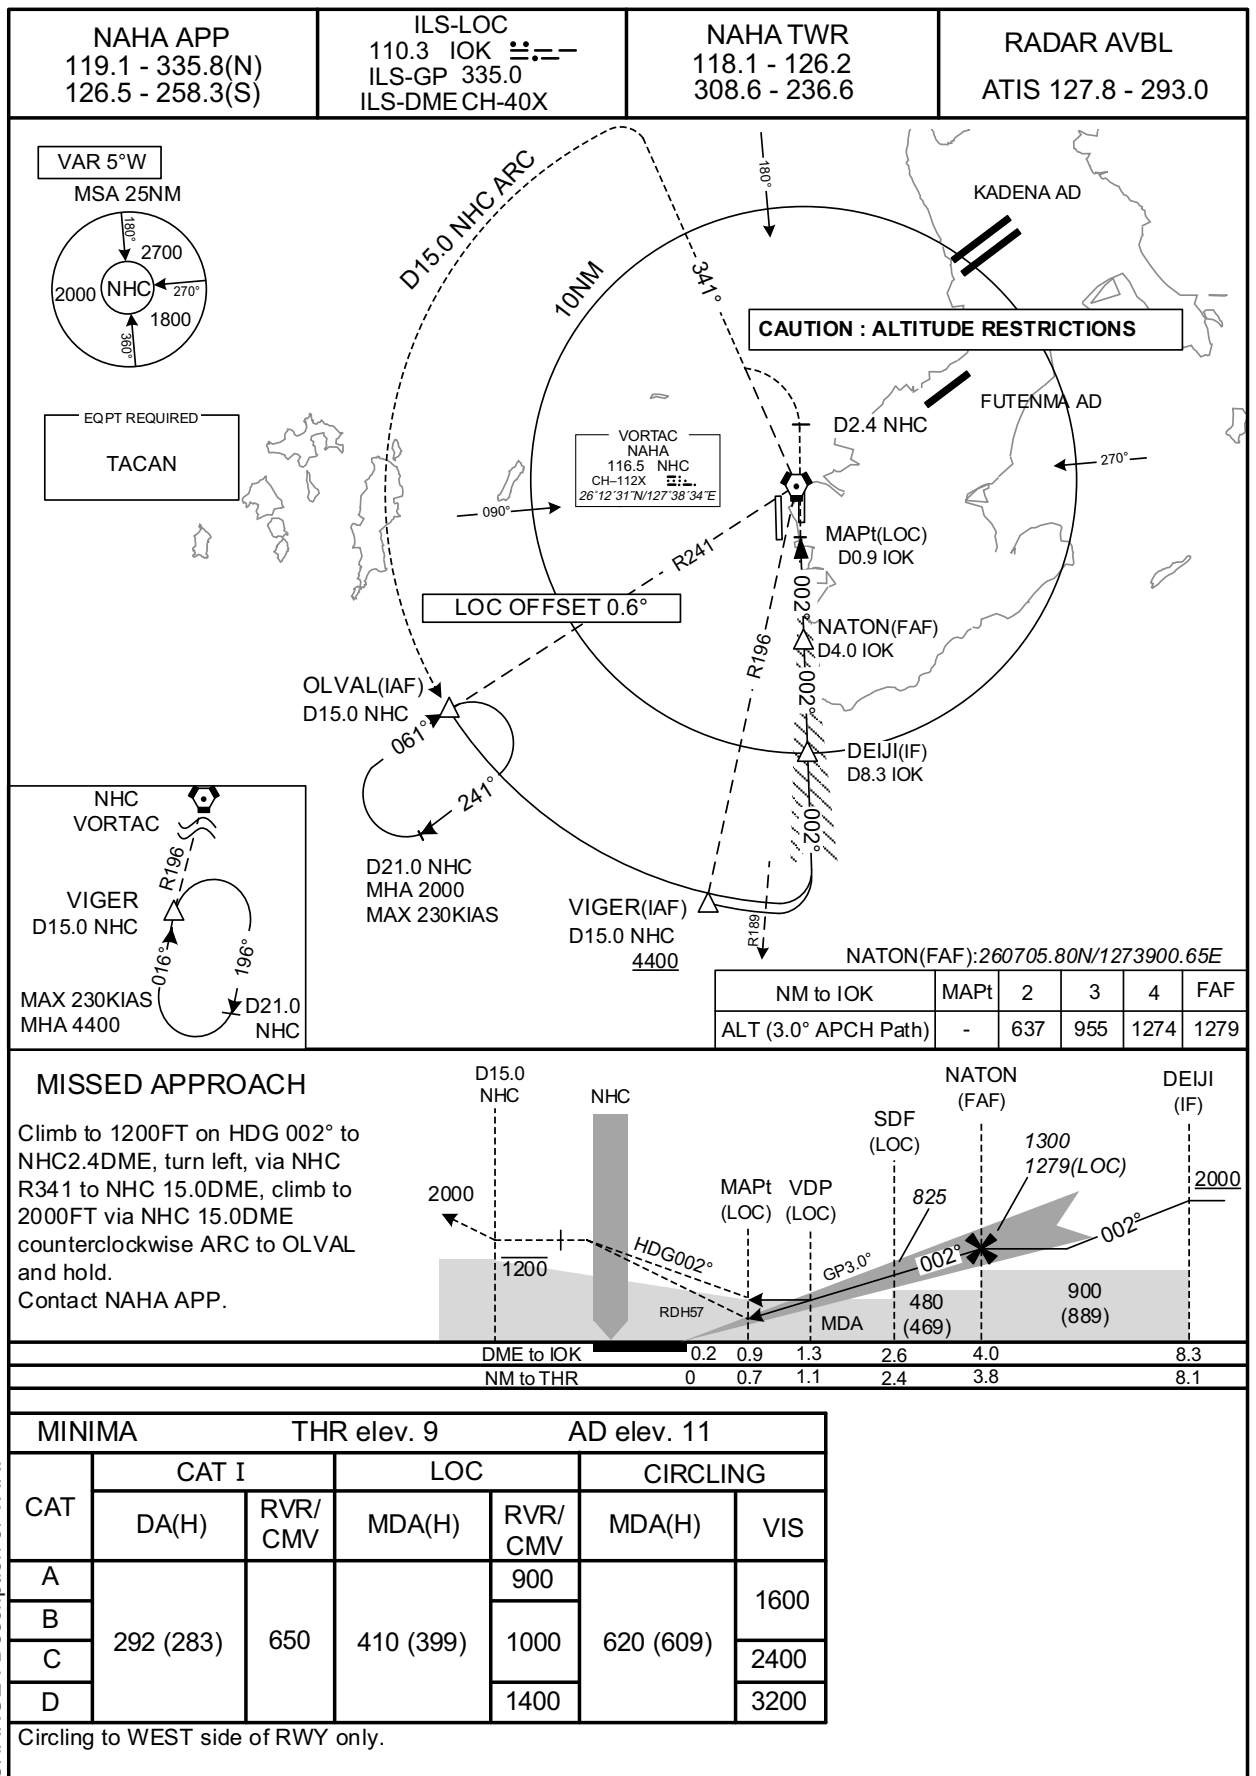 NAHA APP
119.1 - 335.8(N)
126.5 - 258.3(S)
ILS-LOC
110.3 IOK
ILS-GP 335.0
ILS-DME CH-40X
NAHA TWR
118.1 - 126.2
308.6 - 236.6
RADAR AVBL
ATIS 127.8 - 293.0
VAR 5°W
MSA 25NM
180°
2700
2000
NHC
270°
1800
360°
EQPT REQUIRED
TACAN
D15.0 NHC ARC
10NM
341°
180°
KADENA AD
CAUTION : ALTITUDE RESTRICTIONS
FUTENMA AD
D2.4 NHC
VORTAC
NAHA
116.5 NHC
CH–112X
26°12'31"N/127°38'34"E
270°
090°
R241
MAPt(LOC)
D0.9 IOK
002°
LOC OFFSET 0.6°
R196
NATON(FAF)
D4.0 IOK
002°
OLVAL(IAF)
D15.0 NHC
061°
241°
DEIJI(IF)
D8.3 IOK
002°
D21.0 NHC
MHA 2000
MAX 230KIAS
VIGER(IAF)
D15.0 NHC
4400
R189
NHC
VORTAC
R196
VIGER
D15.0 NHC
016°
196°
MAX 230KIAS
MHA 4400
D21.0
NHC
NATON(FAF):260705.80N/1273900.65E
NM to IOK MAPt 2 3 4 FAF
ALT (3.0° APCH Path) - 637 955 1274 1279
MISSED APPROACH
Climb to 1200FT on HDG 002° to
NHC2.4DME, turn left, via NHC
R341 to NHC 15.0DME, climb to
2000FT via NHC 15.0DME
counterclockwise ARC to OLVAL
and hold.
Contact NAHA APP.
D15.0
NHC
NHC
NATON
(FAF)
DEIJI
(IF)
SDF
(LOC)
1300
1279(LOC)
MAPt
(LOC)
VDP
(LOC)
825
2000
2000
1200
HDG002°
GP3.0°
002°
002°
RDH57
MDA
480
(469)
900
(889)
DME to IOK 0.2 0.9 1.3 2.6 4.0 8.3
NM to THR 0 0.7 1.1 2.4 3.8 8.1
MINIMA THR elev. 9 AD elev. 11
CAT
CAT I LOC CIRCLING
DA(H) RVR/CMV MDA(H) RVR/CMV MDA(H) VIS
A 900
B 1600
292 (283) 650 410 (399) 1000 620 (609)
C 2400
D 1400 3200
Circling to WEST side of RWY only.